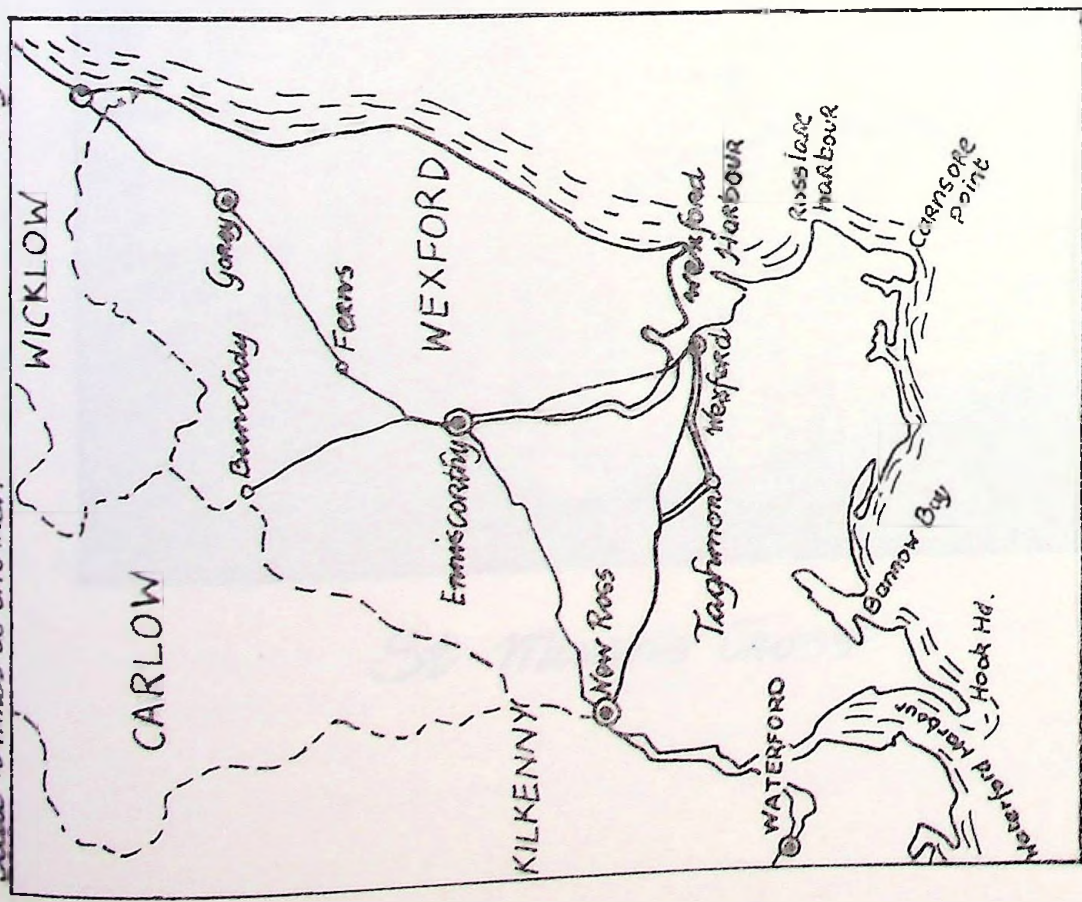 WICKLOW
CARLOW
Gorey
Bunclady
Ferns
WEXFORD
Enniscorthy
KILKENNY
New Ross
Wexford
HARBOUR
Wexford
Taghmon
WATERFORD
Rosslare
harbour
CARNSORE
Point
Bannow Bay
Hook Hd.
Waterford Harbour